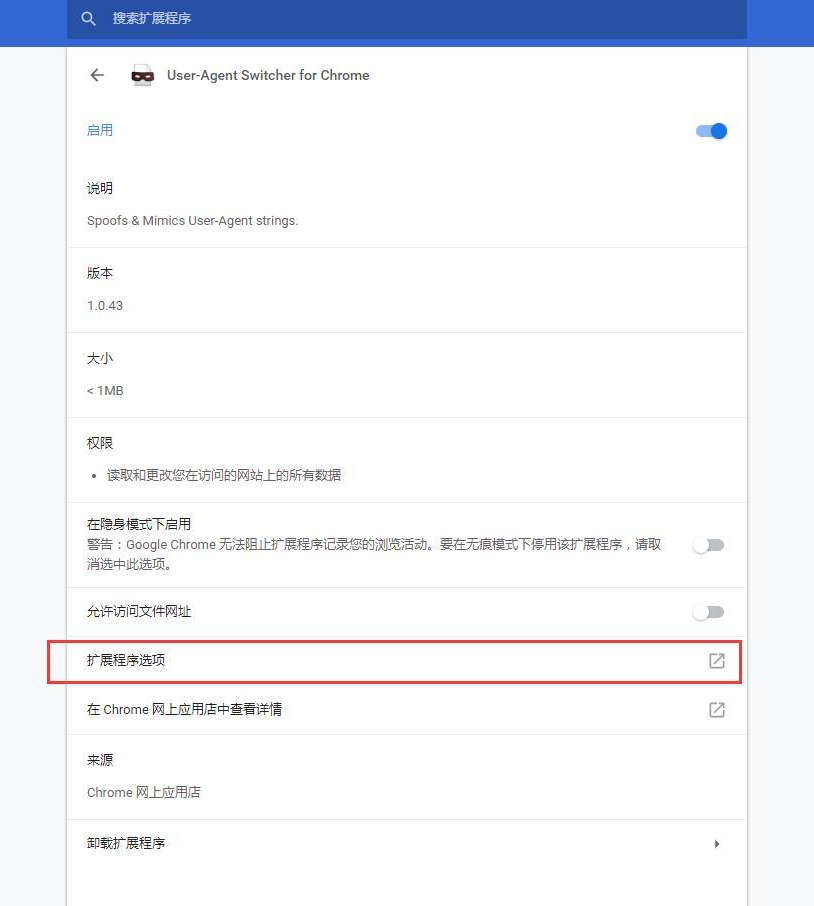 搜索扩展程序
User-Agent Switcher for Chrome
启用
说明
Spoofs & Mimics User-Agent strings.
版本
1.0.43
大小
< 1MB
权限
• 读取和更改您在访问的网站上的所有数据
在隐身模式下启用
警告：Google Chrome 无法阻止扩展程序记录您的浏览活动。要在无痕模式下停用该扩展程序，请取
消选中此选项。
允许访问文件网址
扩展程序选项
在 Chrome 网上应用店中查看详情
来源
Chrome 网上应用店
卸载扩展程序